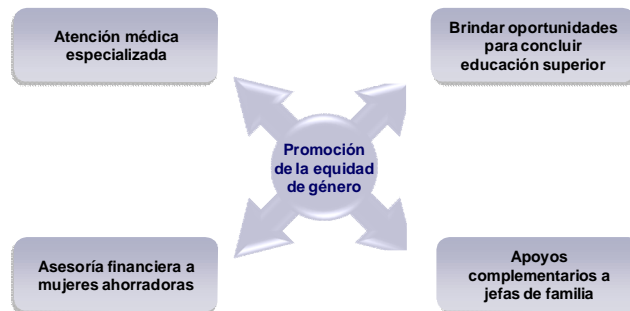 Atención médica
especializada
Brindar oportunidades
para concluir
educación superior
Promoción
de la equidad
de género
Asesoría financiera a
mujeres ahorradoras
Apoyos
complementarios a
jefas de familia